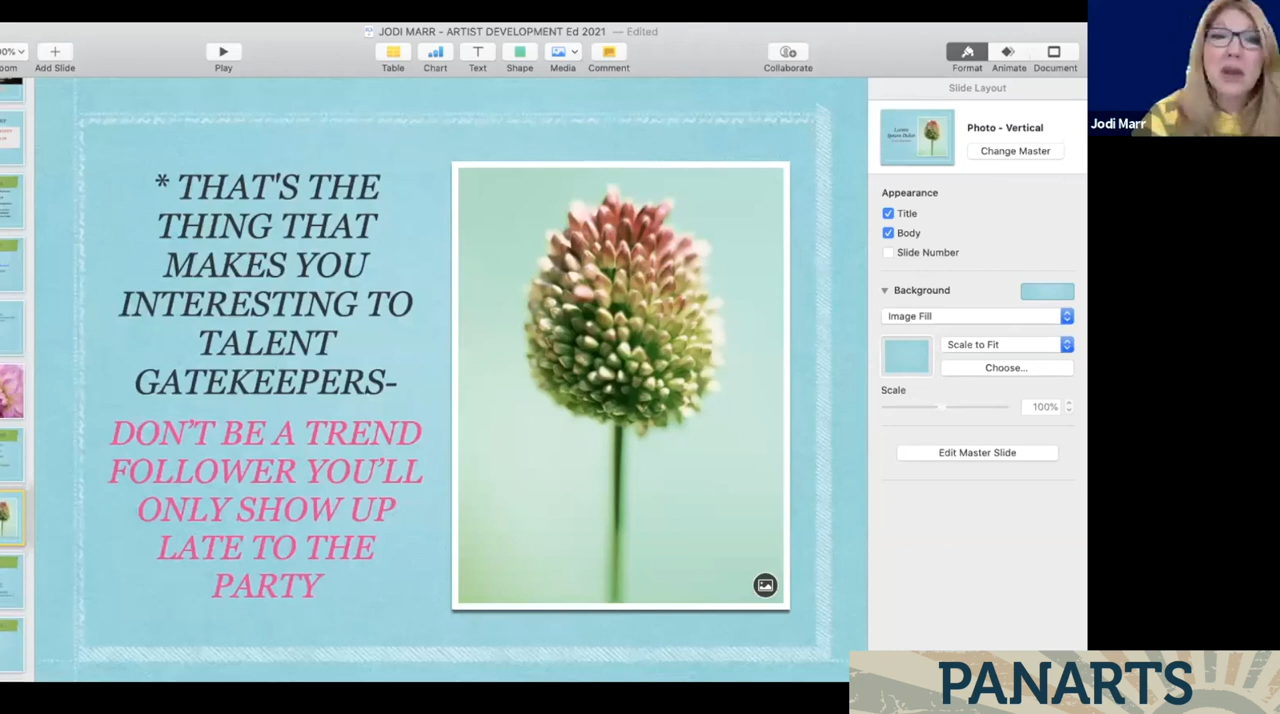 JODI MARR - ARTIST DEVELOPMENT Ed 2021 — Edited
Add Slide
Play
Table
Chart
Text
Shape
Media
Comment
Collaborate
Format
Animate
Document
* THAT'S THE
THING THAT
MAKES YOU
INTERESTING TO
TALENT
GATEKEEPERS-
DON'T BE A TREND
FOLLOWER YOU'LL
ONLY SHOW UP
LATE TO THE
PARTY
Slide Layout
Photo - Vertical
Change Master
Appearance
Title
Body
Slide Number
Background
Image Fill
Scale to Fit
Choose...
Scale
100%
Edit Master Slide
Jodi Marr
PANARTS